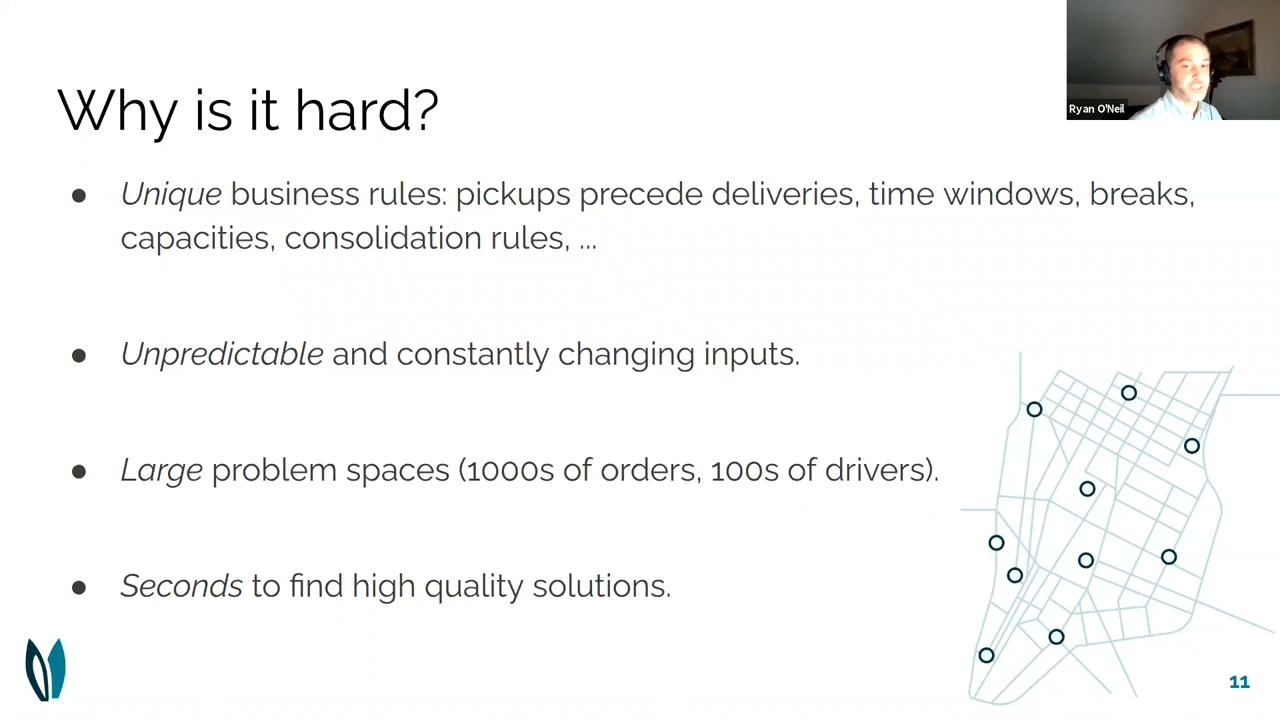 Ryan O'Neil
Why is it hard?
● Unique business rules: pickups precede deliveries, time windows, breaks,
capacities, consolidation rules, ...
● Unpredictable and constantly changing inputs.
● Large problem spaces (1000s of orders, 100s of drivers).
● Seconds to find high quality solutions.
11